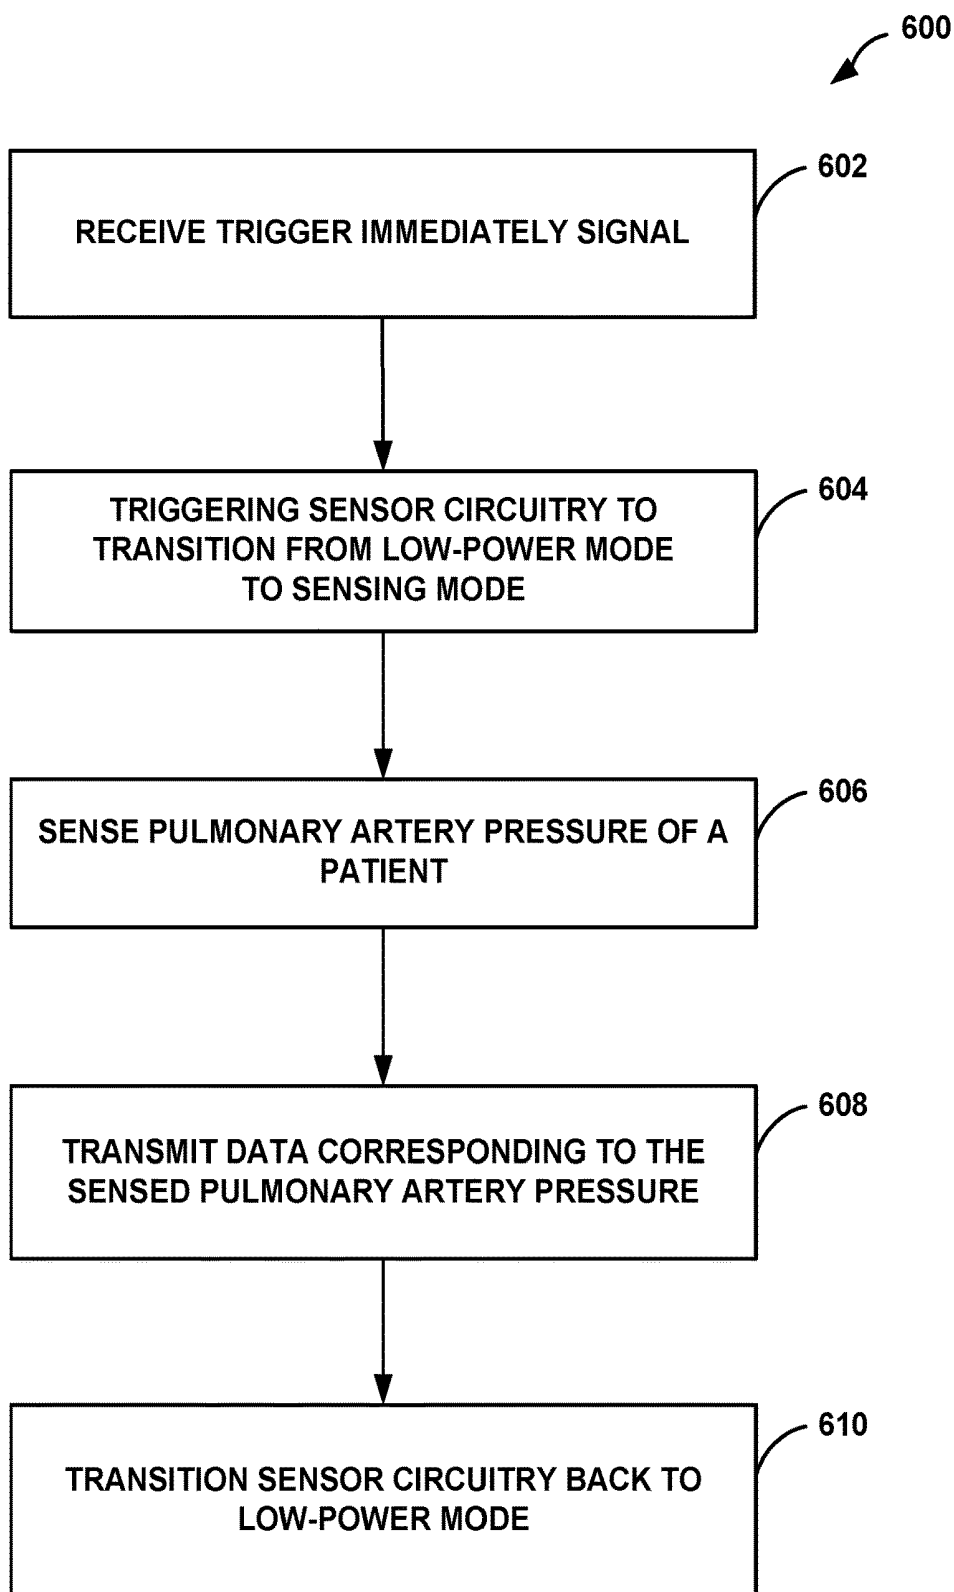 600
602
RECEIVE TRIGGER IMMEDIATELY SIGNAL
604
TRIGGERING SENSOR CIRCUITRY TO
TRANSITION FROM LOW-POWER MODE
TO SENSING MODE
606
SENSE PULMONARY ARTERY PRESSURE OF A
PATIENT
608
TRANSMIT DATA CORRESPONDING TO THE
SENSED PULMONARY ARTERY PRESSURE
610
TRANSITION SENSOR CIRCUITRY BACK TO
LOW-POWER MODE